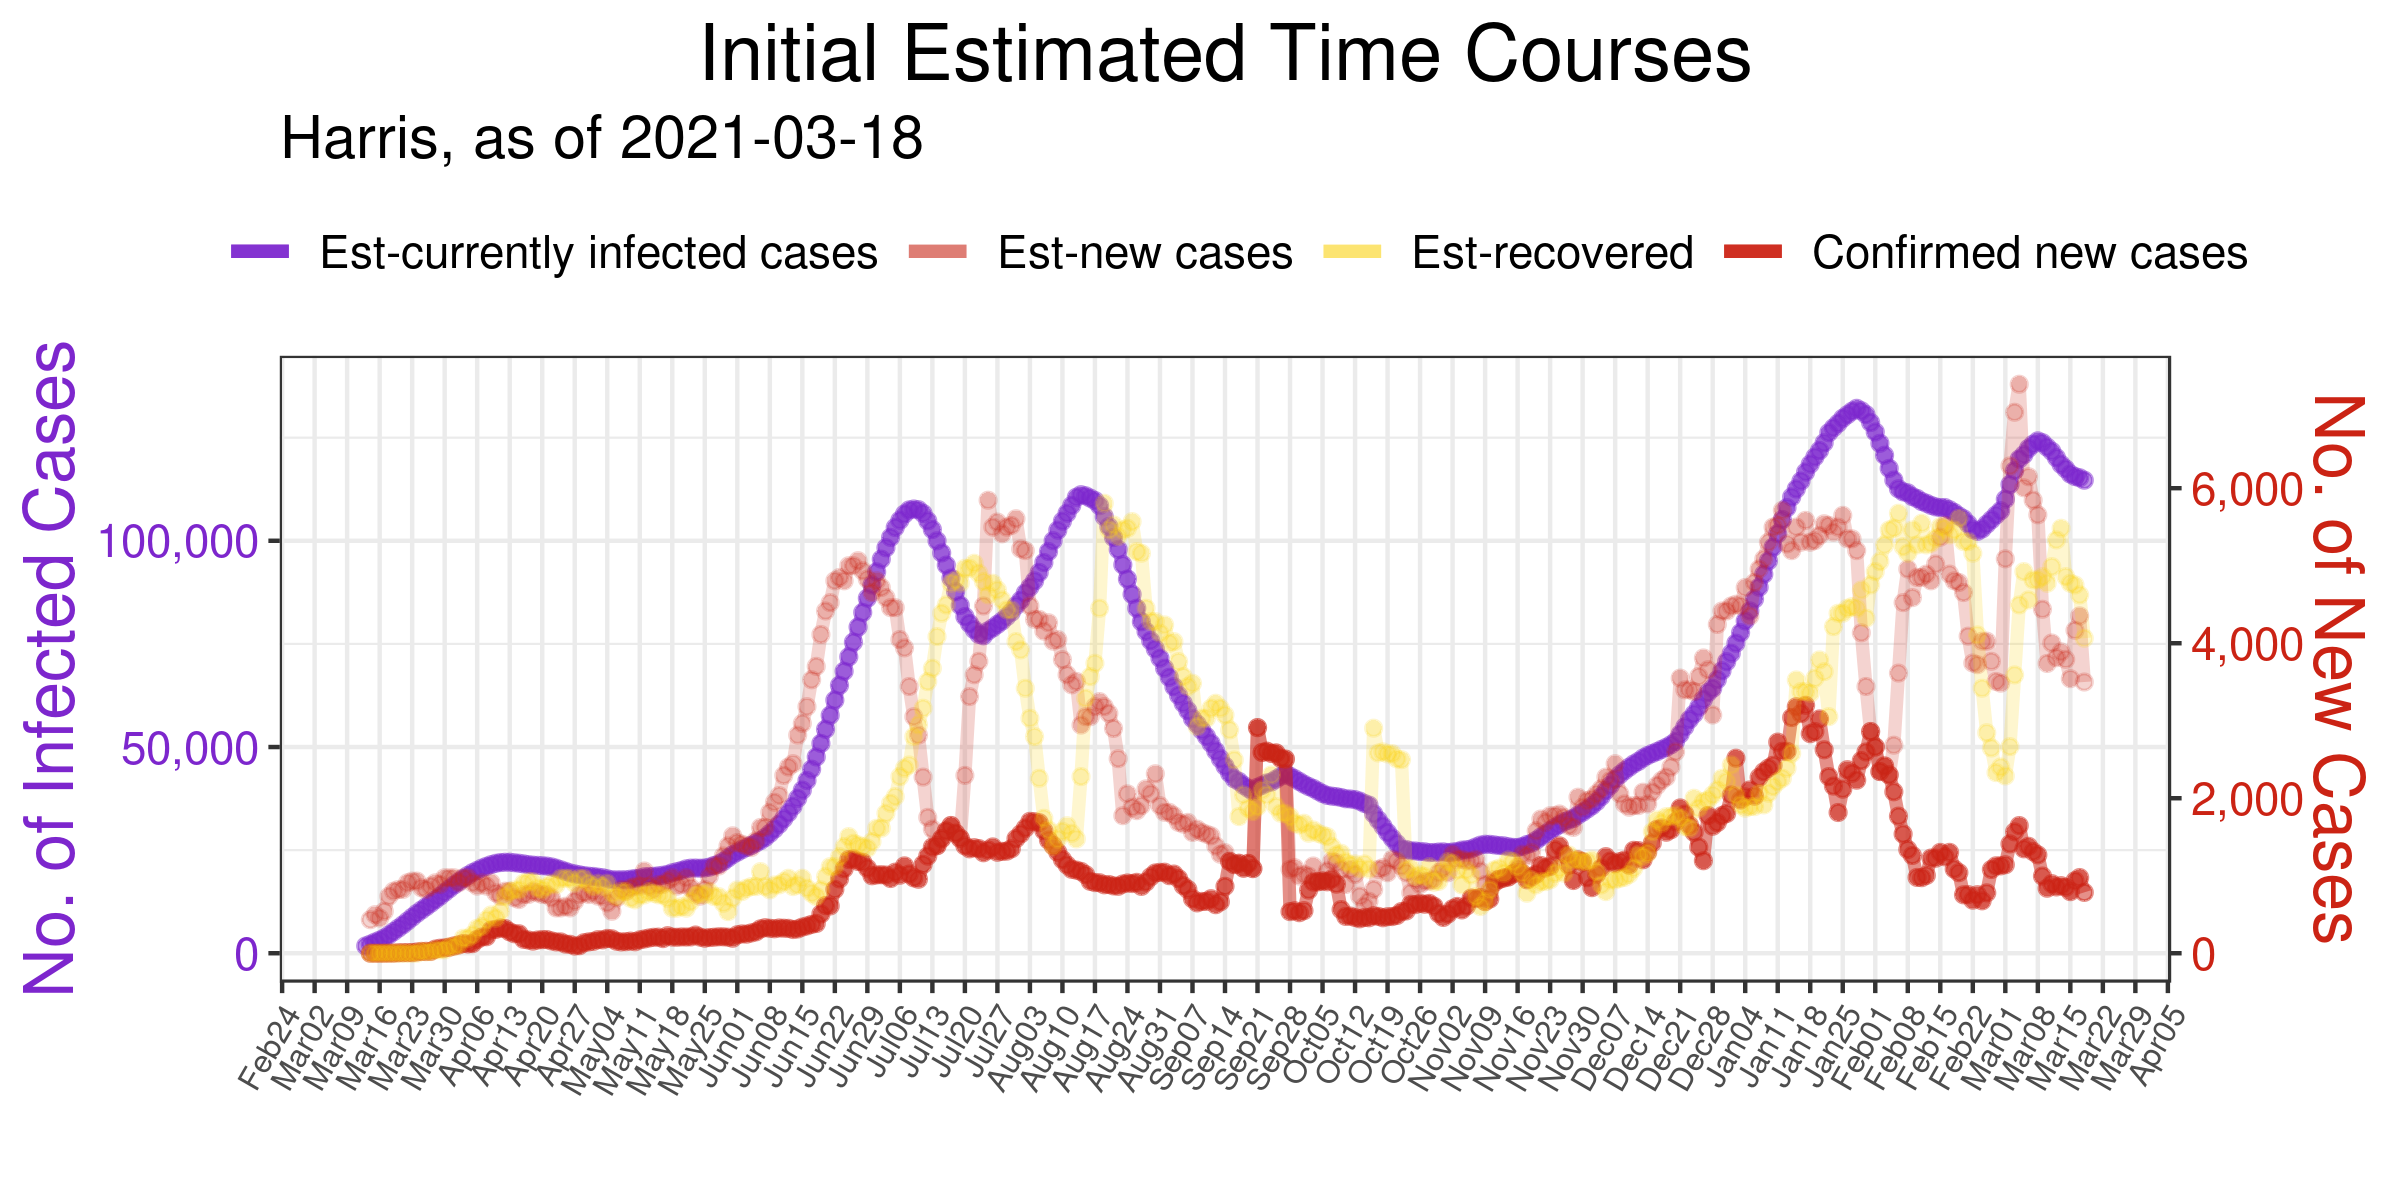 Initial Estimated Time Courses
Harris, as of 2021-03-18
Est-currently infected cases Est-new cases Est-recovered Confirmed new cases
No. of Infected Cases
100,000
50,000
0
No. of New Cases
6,000
4,000
2,000
0
Feb24 Mar02 Mar09 Mar16 Mar23 Mar30 Apr06 Apr13 Apr20 Apr27 May04 May11 May18 May25 Jun01 Jun08 Jun15 Jun22 Jun29 Jul06 Jul13 Jul20 Jul27 Aug03 Aug10 Aug17 Aug24 Aug31 Sep07 Sep14 Sep21 Sep28 Oct05 Oct12 Oct19 Oct26 Nov02 Nov09 Nov16 Nov23 Nov30 Dec07 Dec14 Dec21 Dec28 Jan04 Jan11 Jan18 Jan25 Feb01 Feb08 Feb15 Feb22 Mar01 Mar08 Mar15 Mar22 Mar29 Apr05